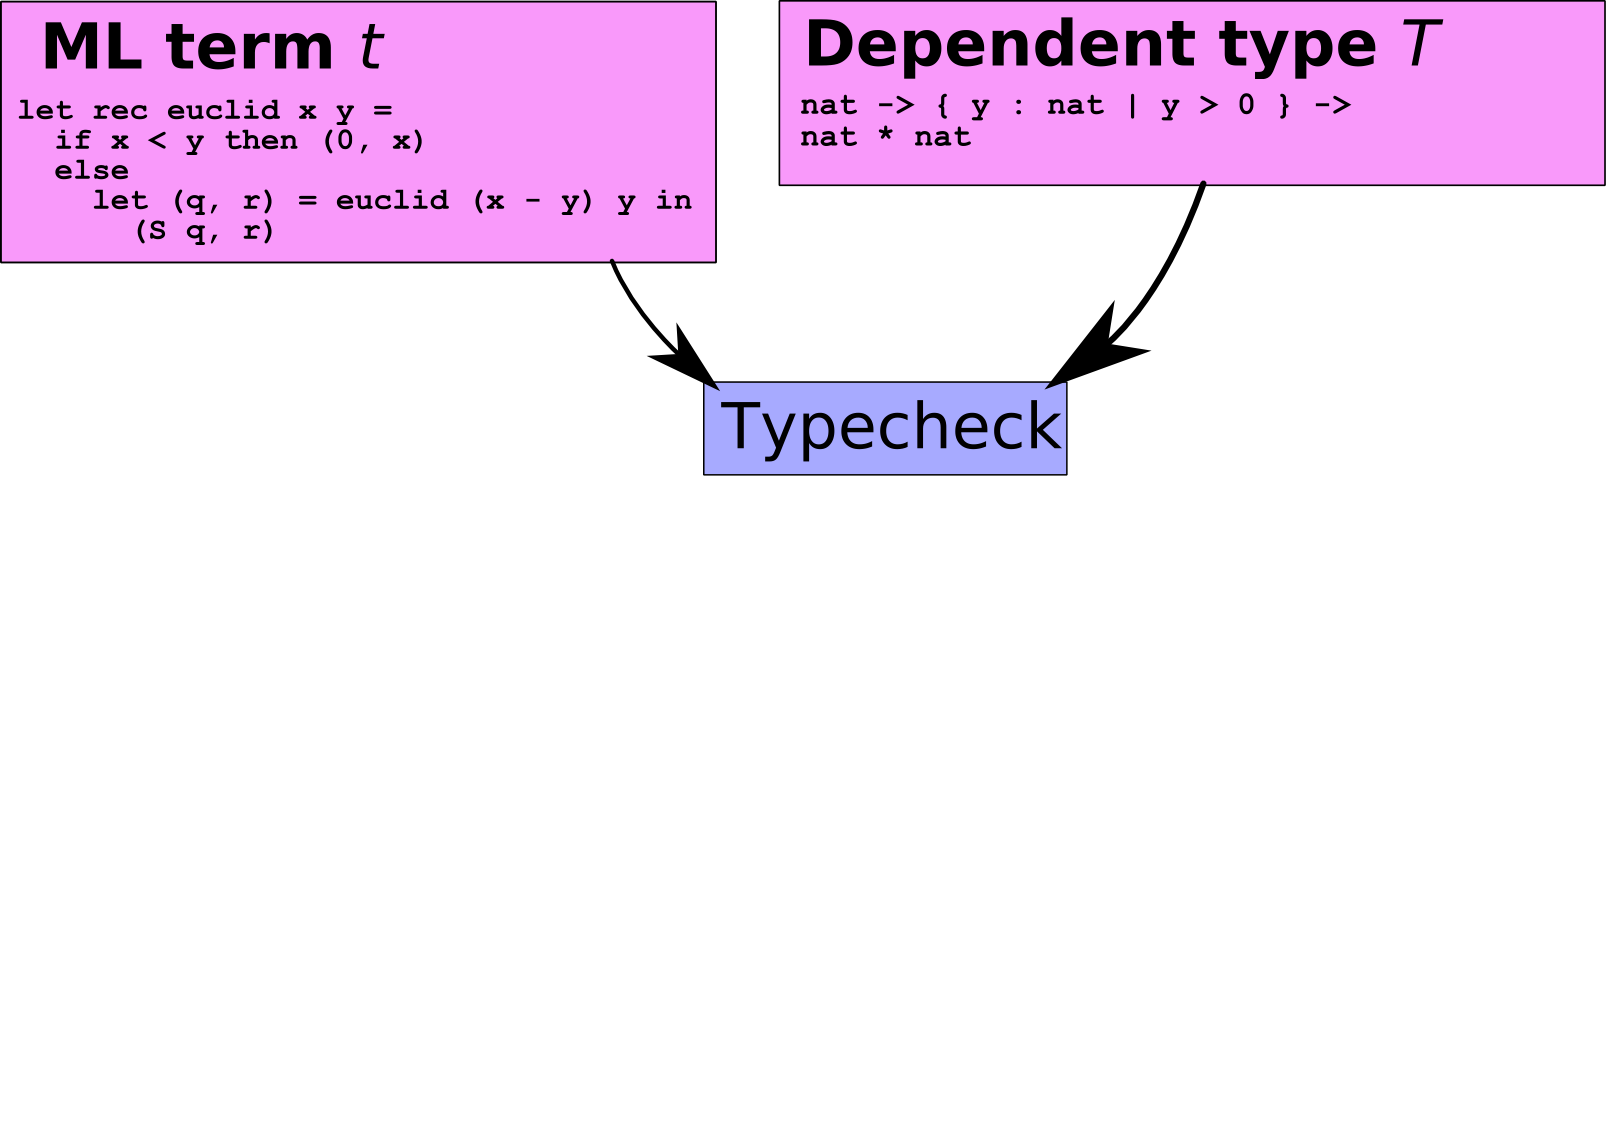 ML term t
let rec euclid x y =
  if x < y then (0, x)
  else
    let (q, r) = euclid (x - y) y in
      (S q, r)
Dependent type T
nat -> { y : nat | y > 0 } ->
nat * nat
Typecheck